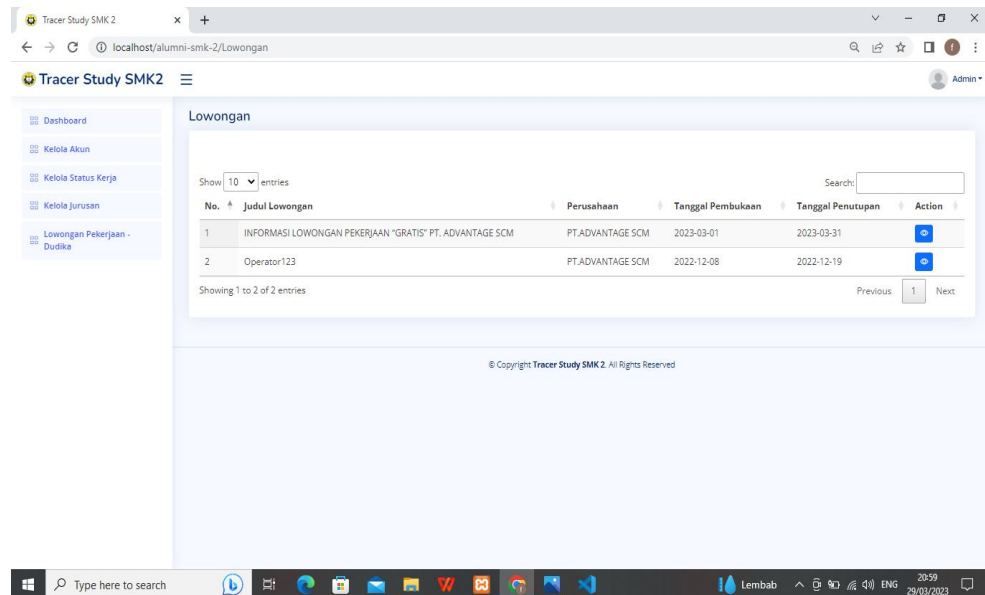 Tracer Study SMK 2
localhost/alumni-smk-2/Lowongan
Tracer Study SMK2
Admin
Dashboard
Kelola Akun
Kelola Status Kerja
Kelola Jurusan
Lowongan Pekerjaan -
Dudika
Lowongan
Show 10 entries
Search:
No. Judul Lowongan Perusahaan Tanggal Pembukaan Tanggal Penutupan Action
1 INFORMASI LOWONGAN PEKERJAAN "GRATIS" PT. ADVANTAGE SCM PT.ADVANTAGE SCM 2023-03-01 2023-03-31
2 Operator123 PT.ADVANTAGE SCM 2022-12-08 2022-12-19
Showing 1 to 2 of 2 entries
Previous 1 Next
© Copyright Tracer Study SMK 2. All Rights Reserved
Type here to search
Lembab
ENG
20:59
29/03/2023